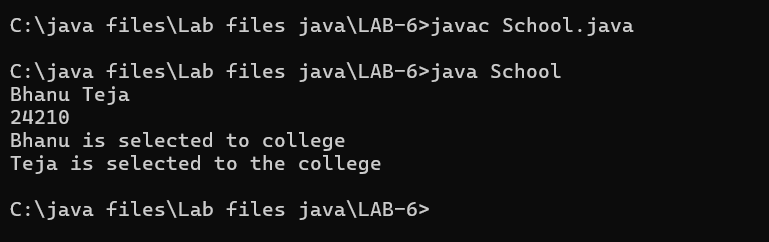 C:\java files\Lab files java\LAB-6>javac School.java
C:\java files\Lab files java\LAB-6>java School
Bhanu Teja
24210
Bhanu is selected to college
Teja is selected to the college
C:\java files\Lab files java\LAB-6>